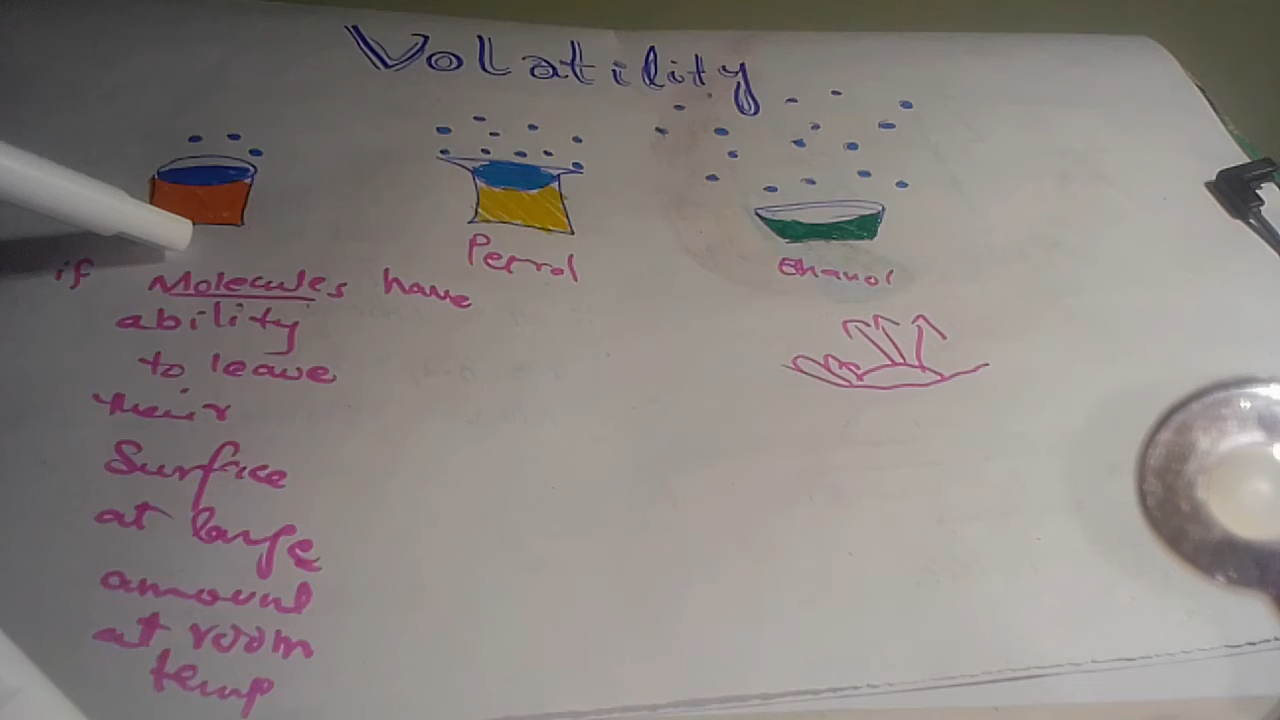 Volatility
Petrol
Ethanol
if Molecules have
ability
to leave
their
Surface
at large
amount
at room
temp